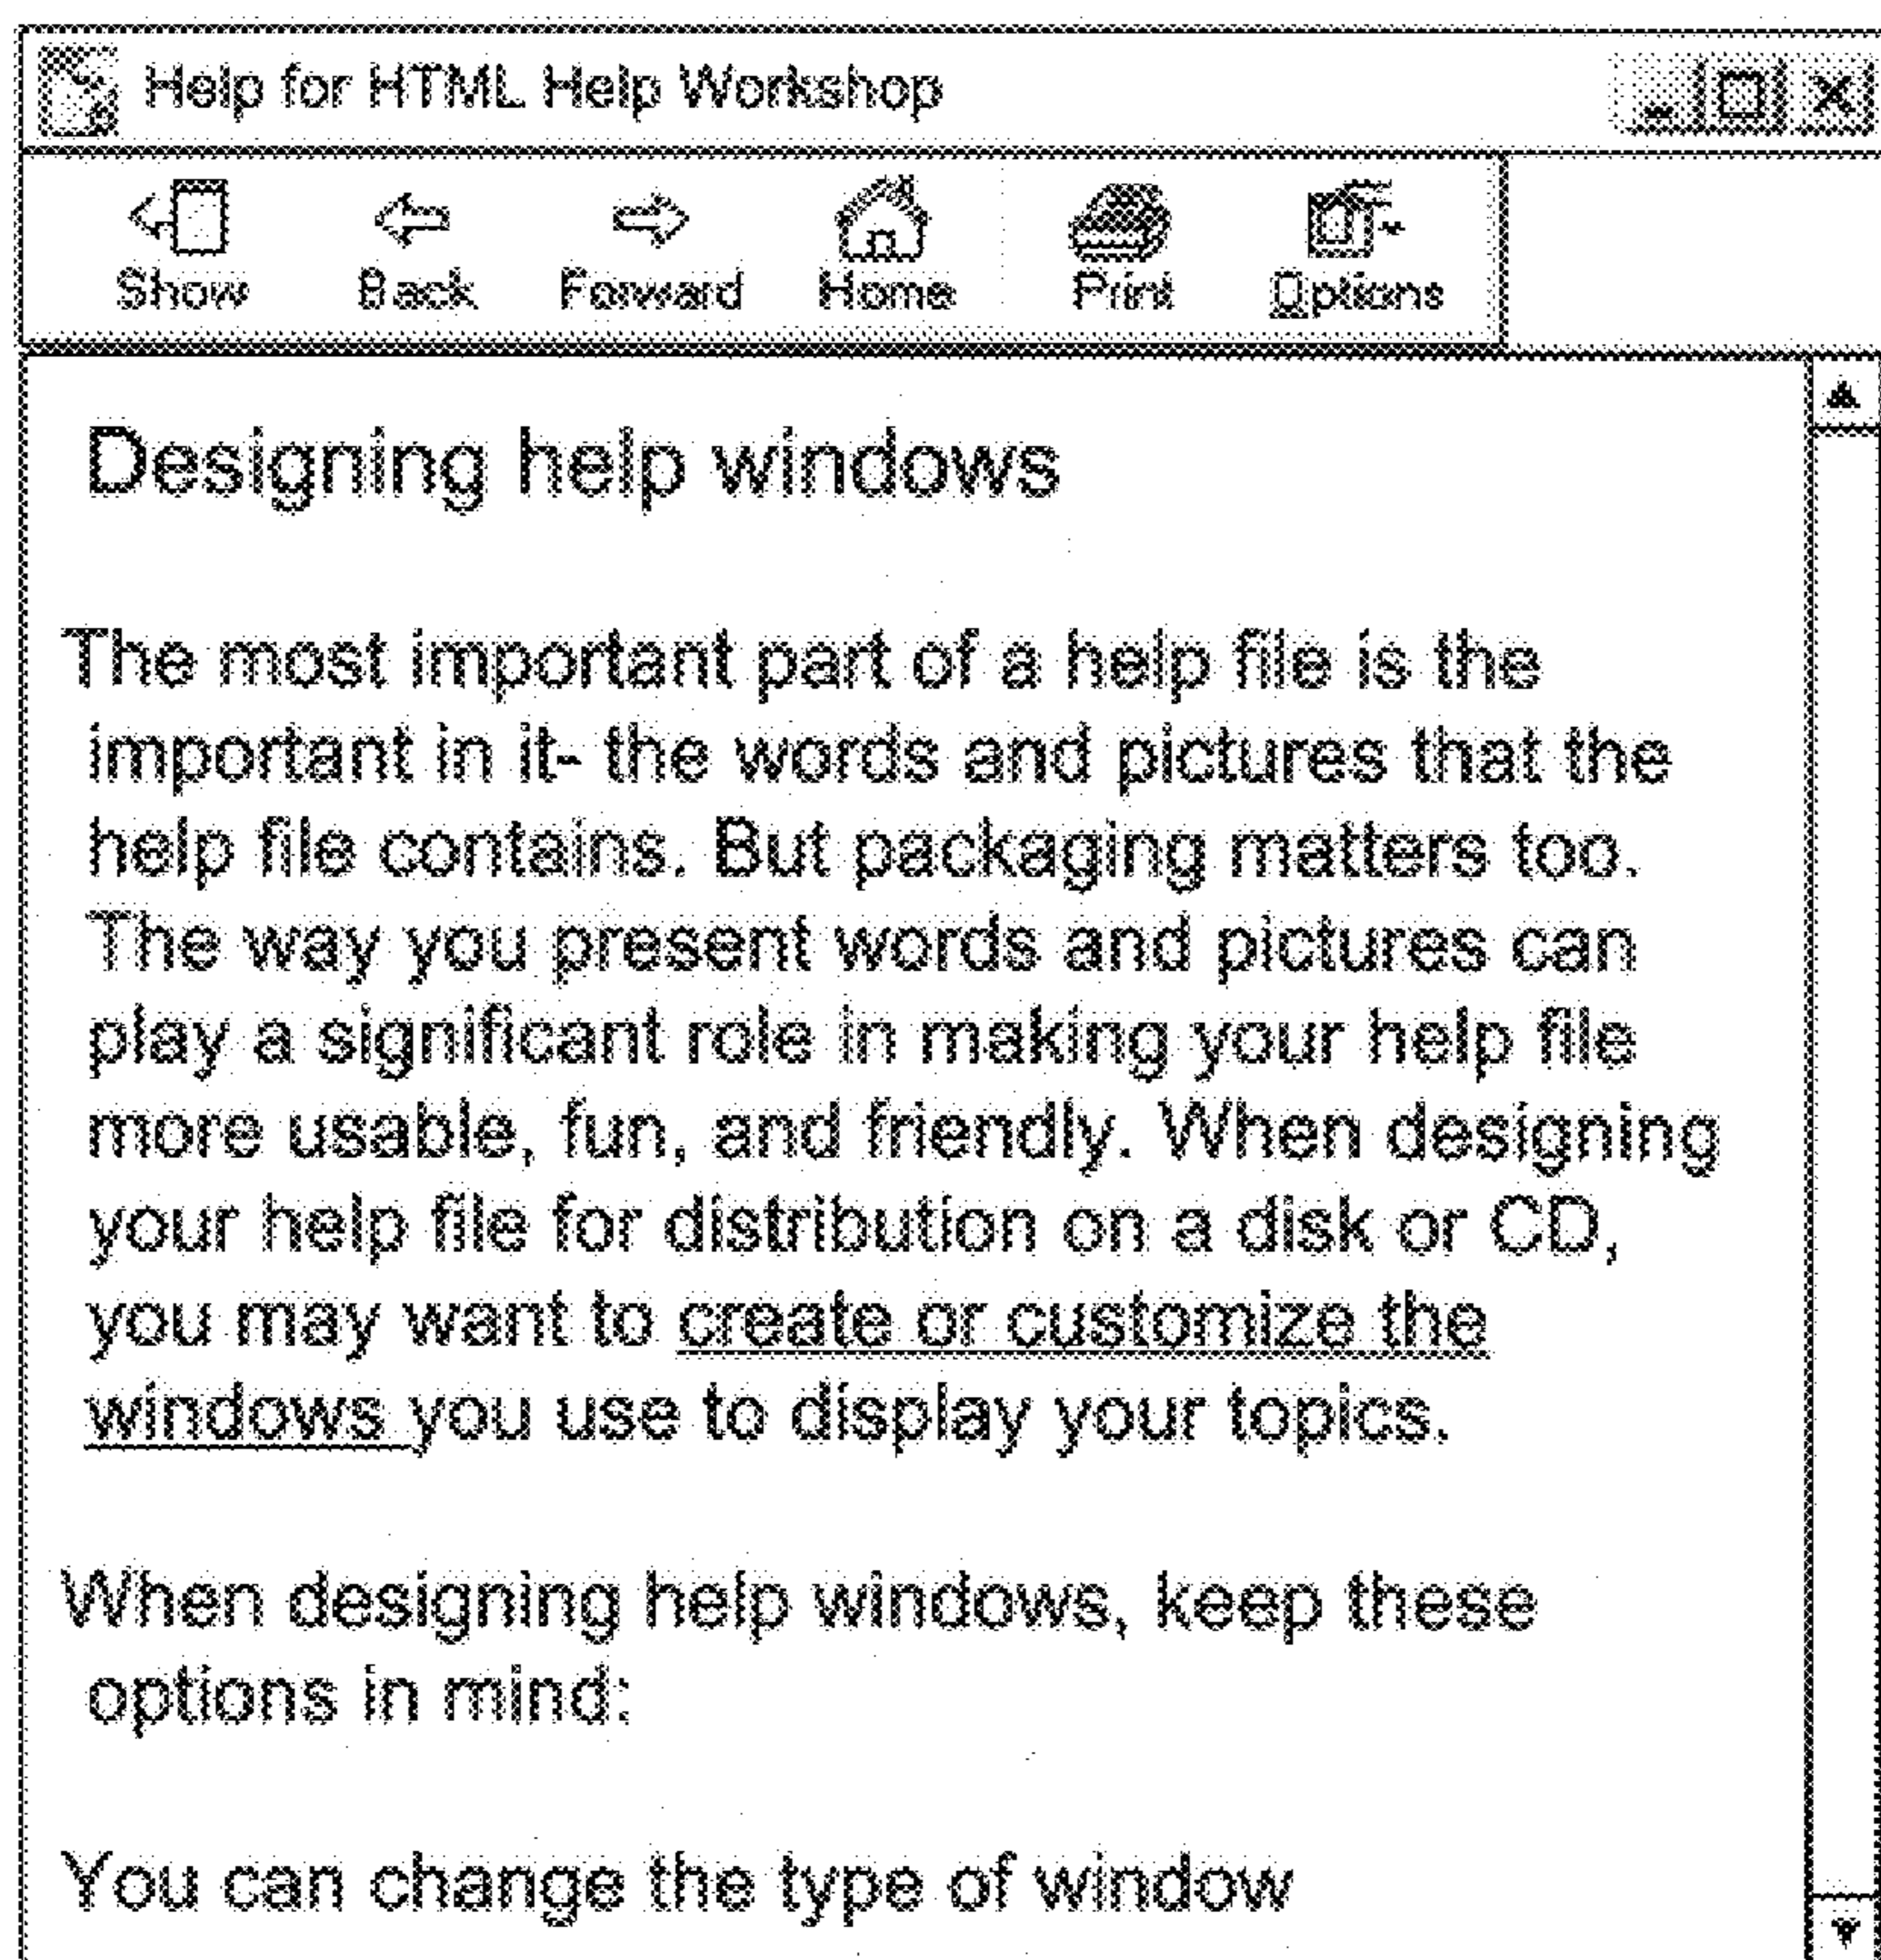 Help for HTML Help Workshop
Show Back Forward Home Print Options
Designing help windows
The most important part of a help file is the
important in it- the words and pictures that the
help file contains. But packaging matters too.
The way you present words and pictures can
play a significant role in making your help file
more usable, fun, and friendly. When designing
your help file for distribution on a disk or CD,
you may want to create or customize the
windows you use to display your topics.
When designing help windows, keep these
options in mind:
You can change the type of window